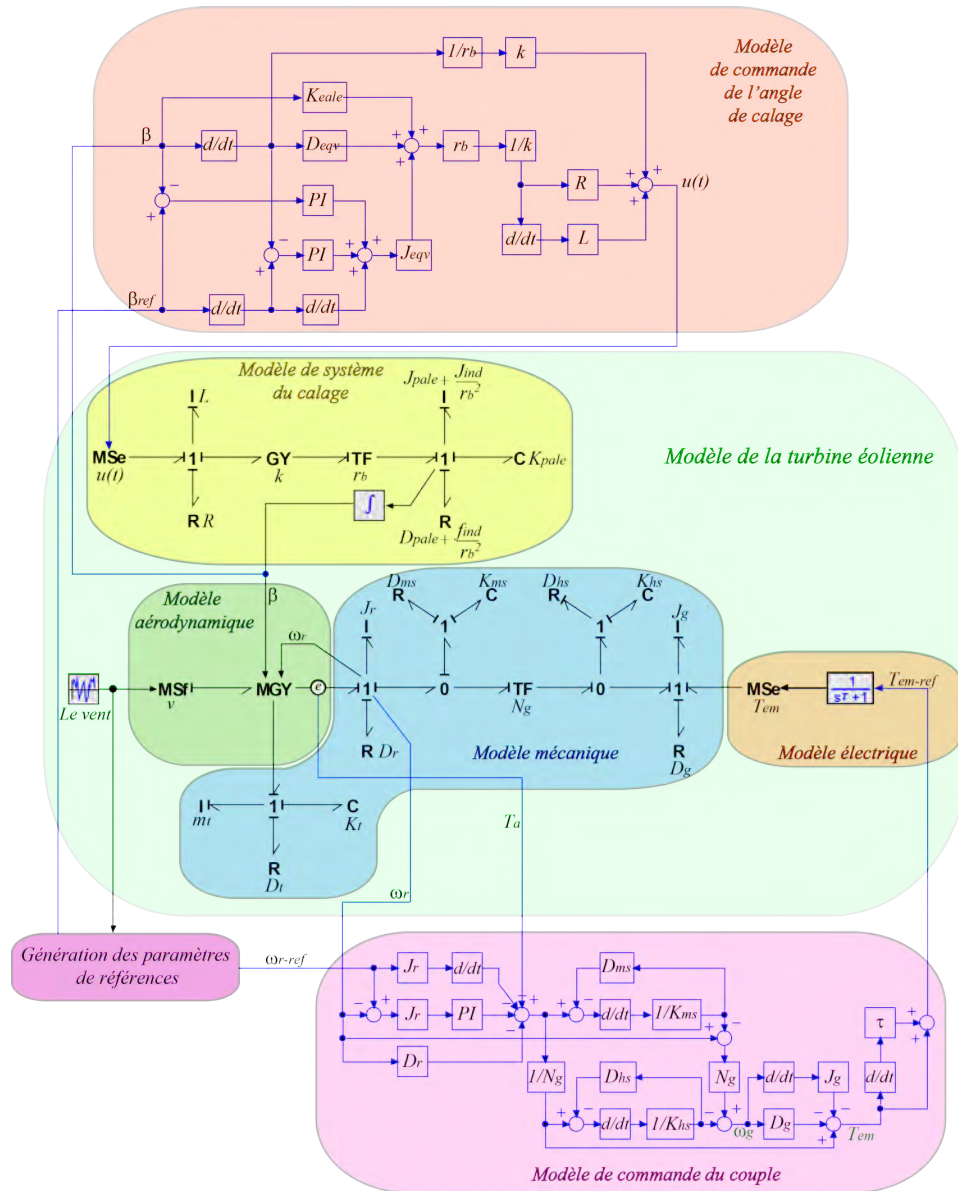 Modèle
de commande
de l'angle
de calage
1/rb
k
Keale
β
d/dt
Deqv
rb
1/k
+
+
+
−
+
PI
R
u(t)
+
+
+
d/dt
L
−
+
PI
+
+
+
Jeqv
βref
d/dt
d/dt
Modèle de système
du calage
Jpale + Jind
rb²
I L
I
MSe
1
GY
TF
1
C Kpale
u(t)
k
rb
Modèle de la turbine éolienne
∫
R R
R
Dpale + find
rb²
Modèle
aérodynamique
β
Dms
R
Kms
C
Dhs
R
Khs
C
Jr
I
1
1
Jg
I
ωr
MSf
MGY
e
1
0
TF
0
1
MSe
1
sτ+1
Tem-ref
v
Ng
Tem
Le vent
R Dr
Modèle mécanique
R
Dg
Modèle électrique
I
1
C
mt
Kt
Ta
R
Dt
ωr
Génération des paramètres
de références
ωr-ref
Jr
d/dt
Dms
−
−
+
+
−
+
Jr
PI
−
−
+
d/dt
1/Kms
−
+
τ
+
+
Dr
1/Ng
Dhs
Ng
d/dt
Jg
d/dt
+
−
d/dt
1/Khs
−
+
ωg
Dg
−
−
+
Tem
Modèle de commande du couple